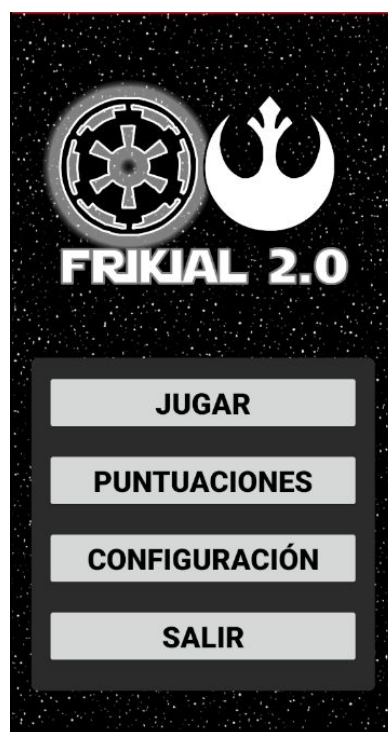 FRIKIAL 2.0
JUGAR
PUNTUACIONES
CONFIGURACIÓN
SALIR